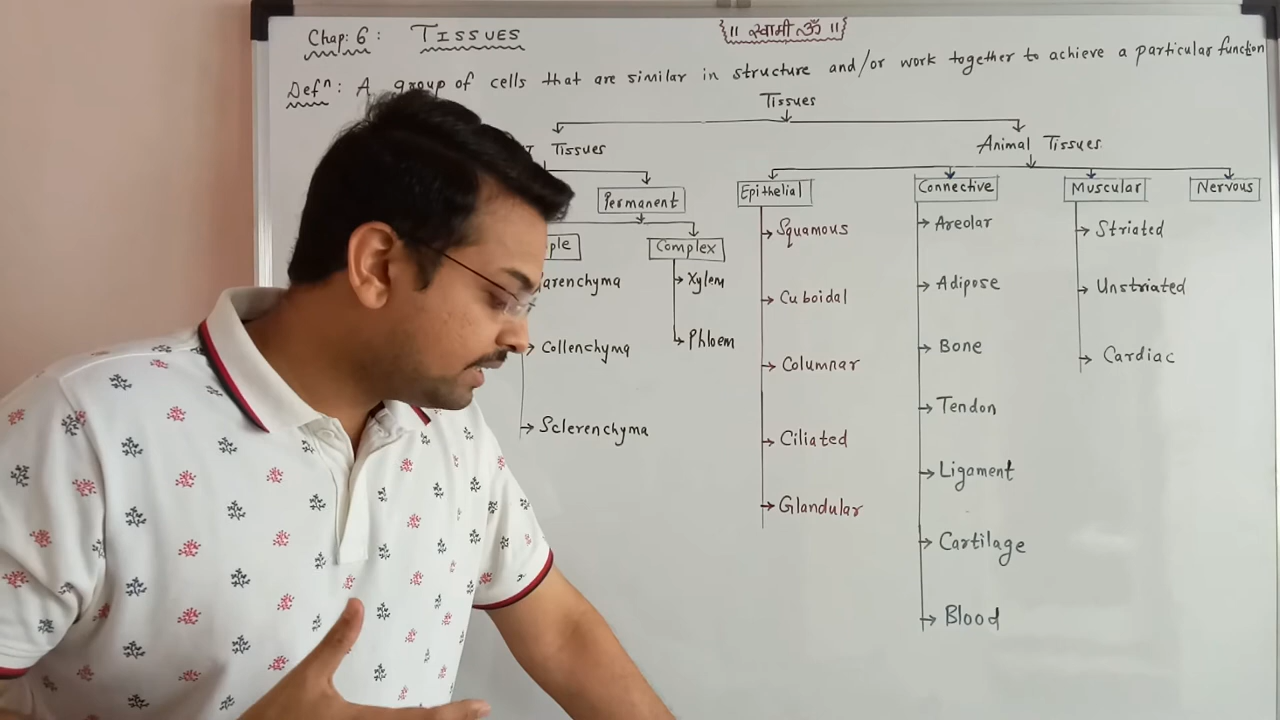 Chap: 6 : TISSUES
{॥ स्वामी ॐ ॥}
Defⁿ : A group of cells that are similar in structure and/or work together to achieve a particular function
Tissues
Tissues
Animal Tissues
Permanent
Epithelial
Connective
Muscular
Nervous
Complex
Xylem
Phloem
Collenchyma
Sclerenchyma
Squamous
Cuboidal
Columnar
Ciliated
Glandular
Areolar
Adipose
Bone
Tendon
Ligament
Cartilage
Blood
Striated
Unstriated
Cardiac